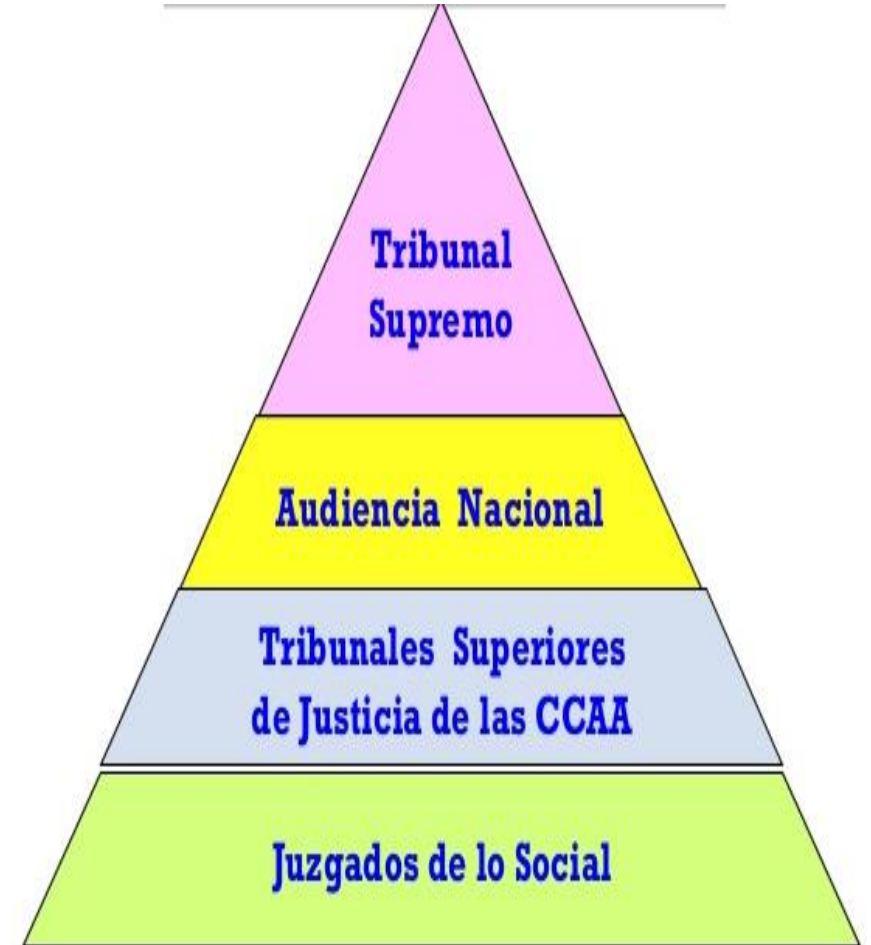 Tribunal
Supremo
Audiencia Nacional
Tribunales Superiores
de Justicia de las CCAA
Juzgados de lo Social